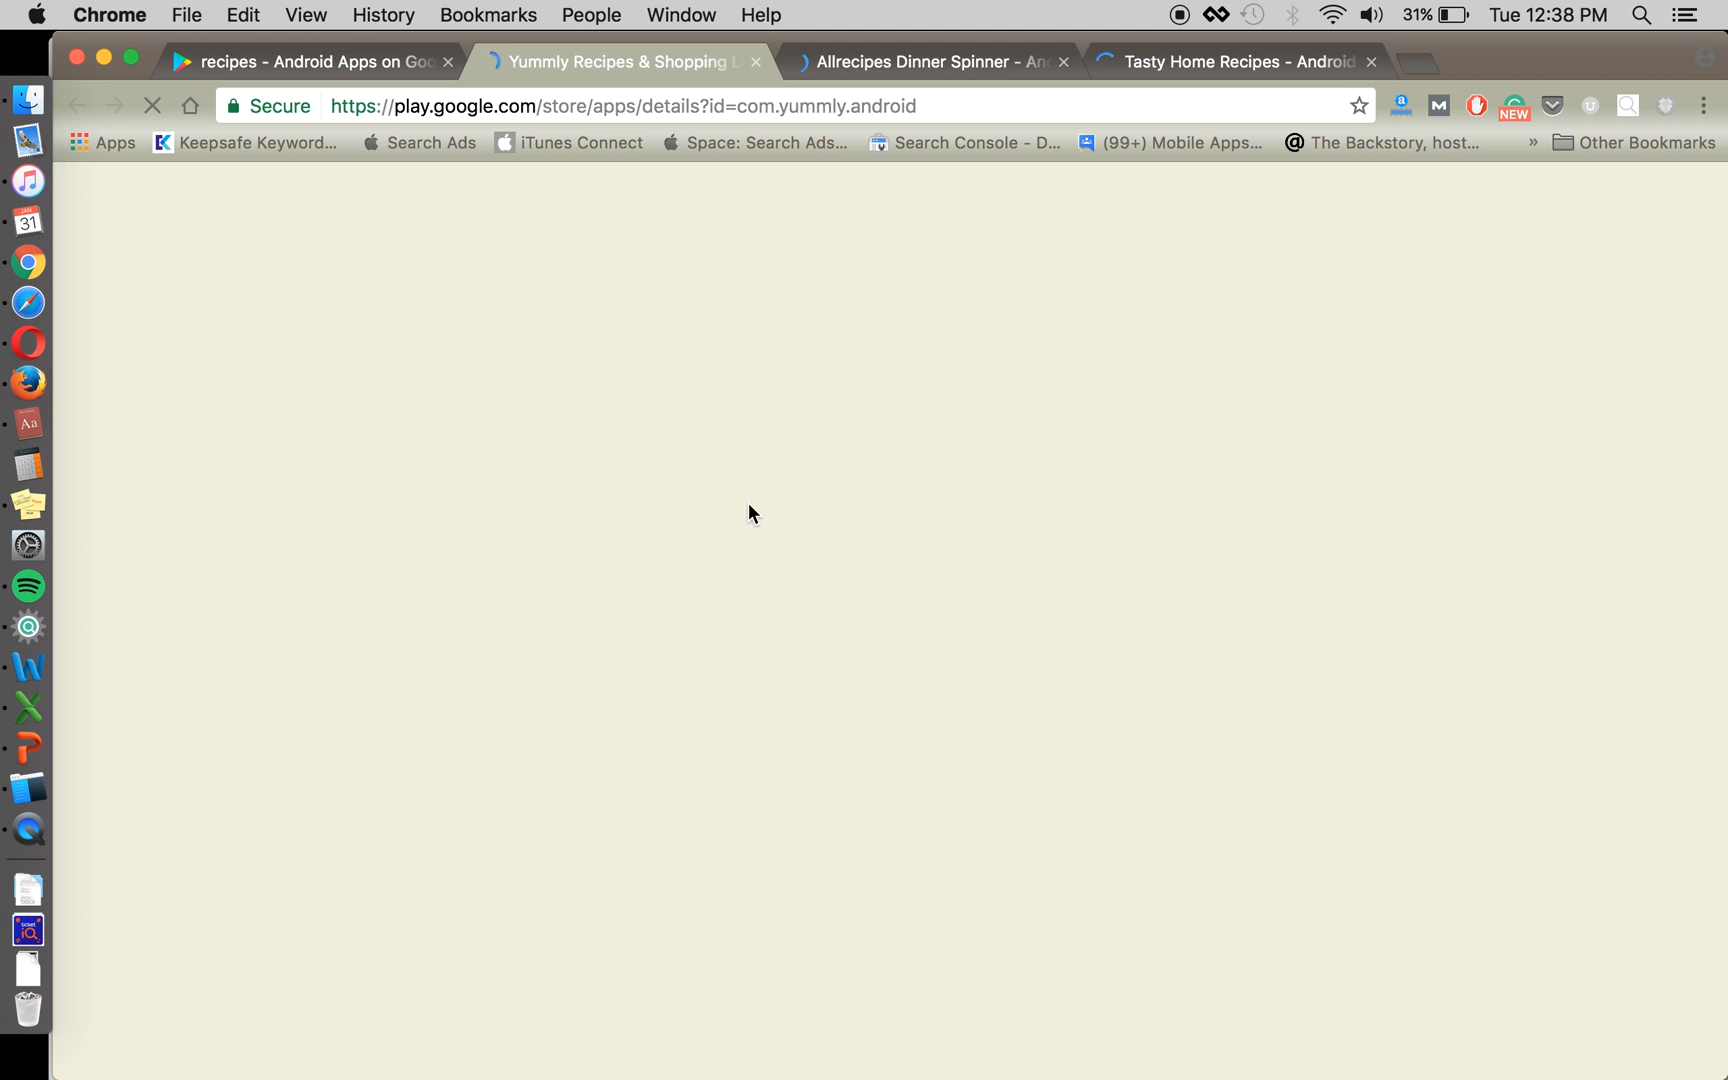 Chrome File Edit View History Bookmarks People Window Help 31% Tue 12:38 PM
recipes - Android Apps on Goo Yummly Recipes & Shopping L Allrecipes Dinner Spinner - An Tasty Home Recipes - Android
Secure https://play.google.com/store/apps/details?id=com.yummly.android
NEW
Apps Keepsafe Keyword... Search Ads iTunes Connect Space: Search Ads... Search Console - D... (99+) Mobile Apps... The Backstory, host... » Other Bookmarks
JAN
31
Aa
ticket
iQ